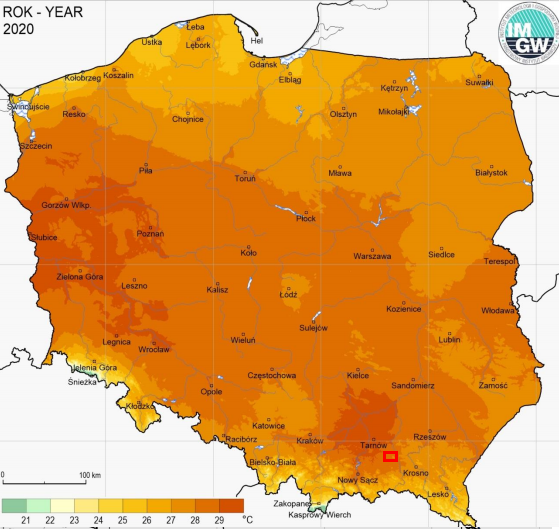 ROK - YEAR
2020
IM
GW
Łeba
Ustka
Lębork
Hel
Gdańsk
Kołobrzeg
Koszalin
Elbląg
Kętrzyn
Suwałki
Świnoujście
Resko
Chojnice
Olsztyn
Mikołajki
Szczecin
Piła
Toruń
Mława
Białystok
Gorzów Wlkp.
Płock
Słubice
Poznań
Koło
Warszawa
Siedlce
Terespol
Zielona Góra
Leszno
Kalisz
Łódź
Kozienice
Włodawa
Sulejów
Legnica
Wrocław
Wieluń
Lublin
Jelenia Góra
Śnieżka
Częstochowa
Kielce
Sandomierz
Zamość
Opole
Kłodzko
Katowice
Racibórz
Kraków
Tarnów
Rzeszów
Bielsko-Biała
Nowy Sącz
Krosno
Lesko
Zakopane
Kasprowy Wierch
0 100 km
21 22 23 24 25 26 27 28 29 °C